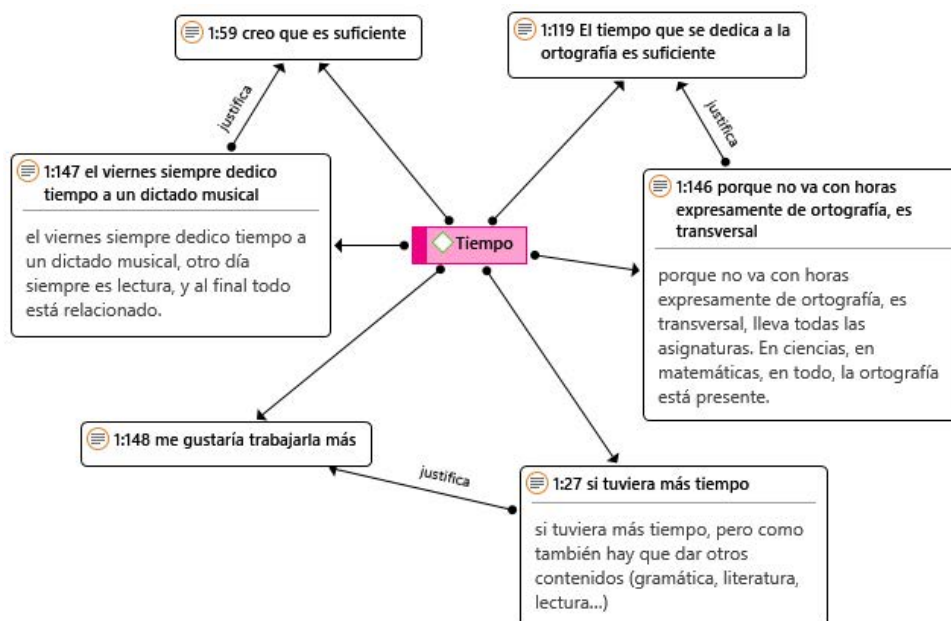 1:59 creo que es suficiente
1:119 El tiempo que se dedica a la
ortografía es suficiente
justifica
justifica
1:147 el viernes siempre dedico
tiempo a un dictado musical
el viernes siempre dedico tiempo a
un dictado musical, otro día
siempre es lectura, y al final todo
está relacionado.
Tiempo
1:146 porque no va con horas
expresamente de ortografía, es
transversal
porque no va con horas
expresamente de ortografía, es
transversal, lleva todas las
asignaturas. En ciencias, en
matemáticas, en todo, la ortografía
está presente.
1:148 me gustaría trabajarla más
justifica
1:27 si tuviera más tiempo
si tuviera más tiempo, pero como
también hay que dar otros
contenidos (gramática, literatura,
lectura...)